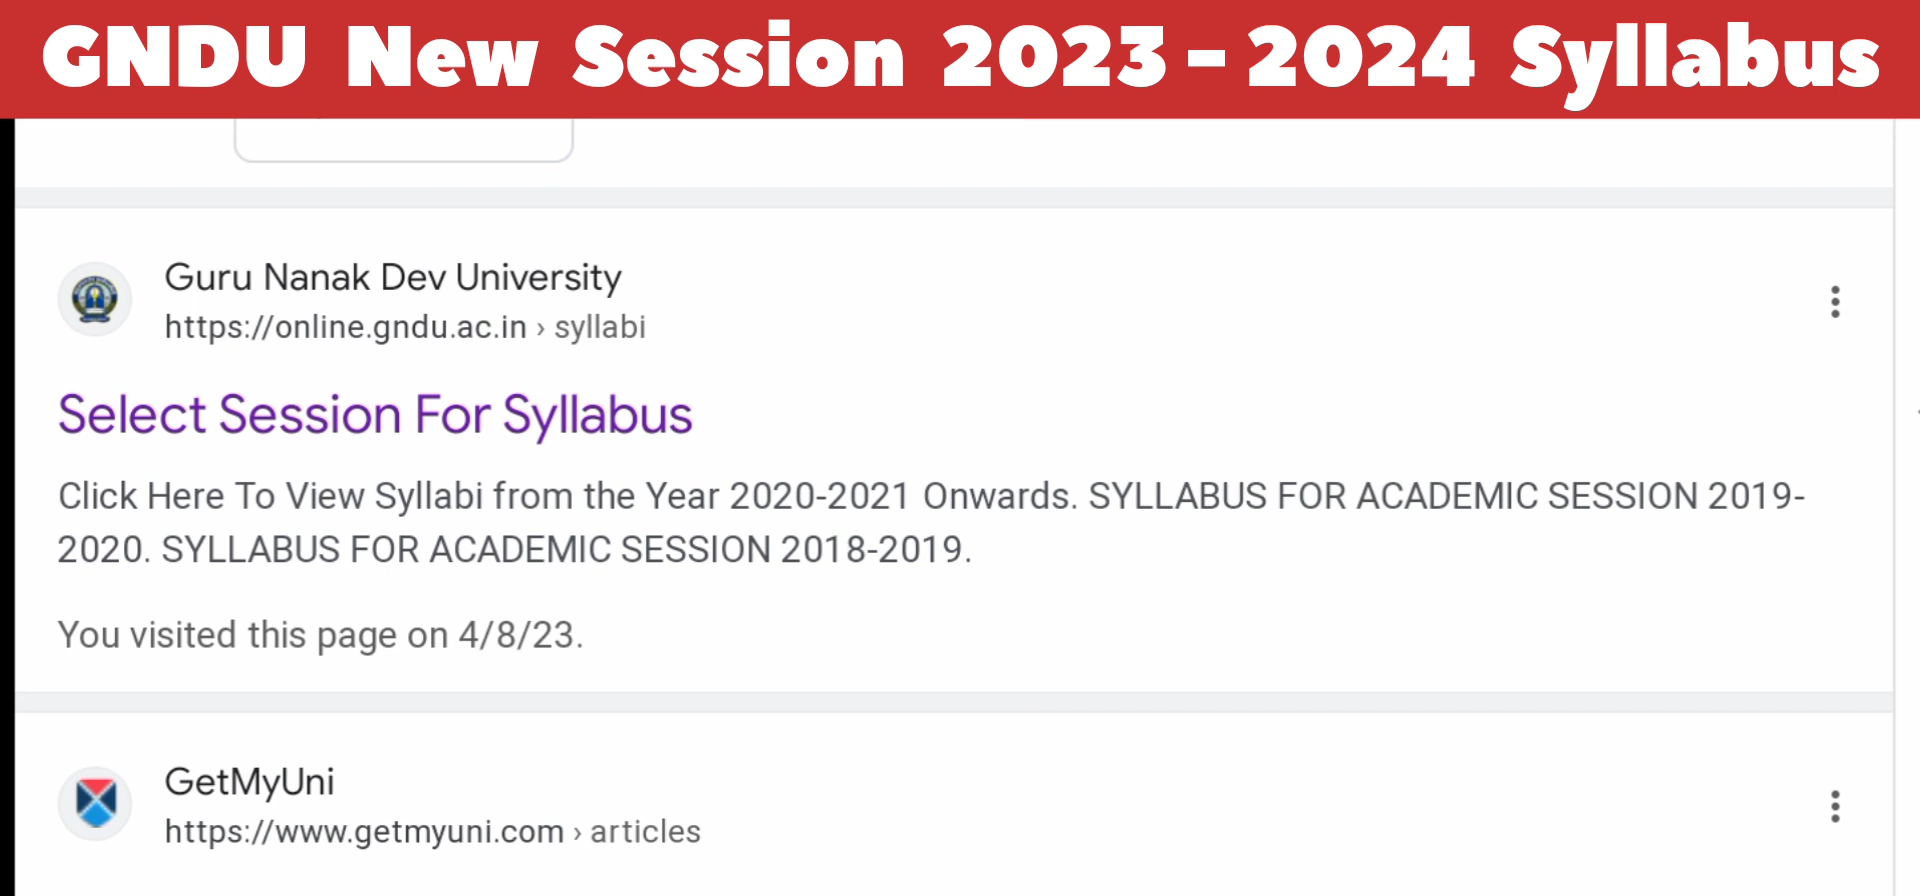 GNDU New Session 2023-2024 Syllabus
Guru Nanak Dev University
https://online.gndu.ac.in › syllabi
Select Session For Syllabus
Click Here To View Syllabi from the Year 2020-2021 Onwards. SYLLABUS FOR ACADEMIC SESSION 2019-
2020. SYLLABUS FOR ACADEMIC SESSION 2018-2019.
You visited this page on 4/8/23.
GetMyUni
https://www.getmyuni.com › articles